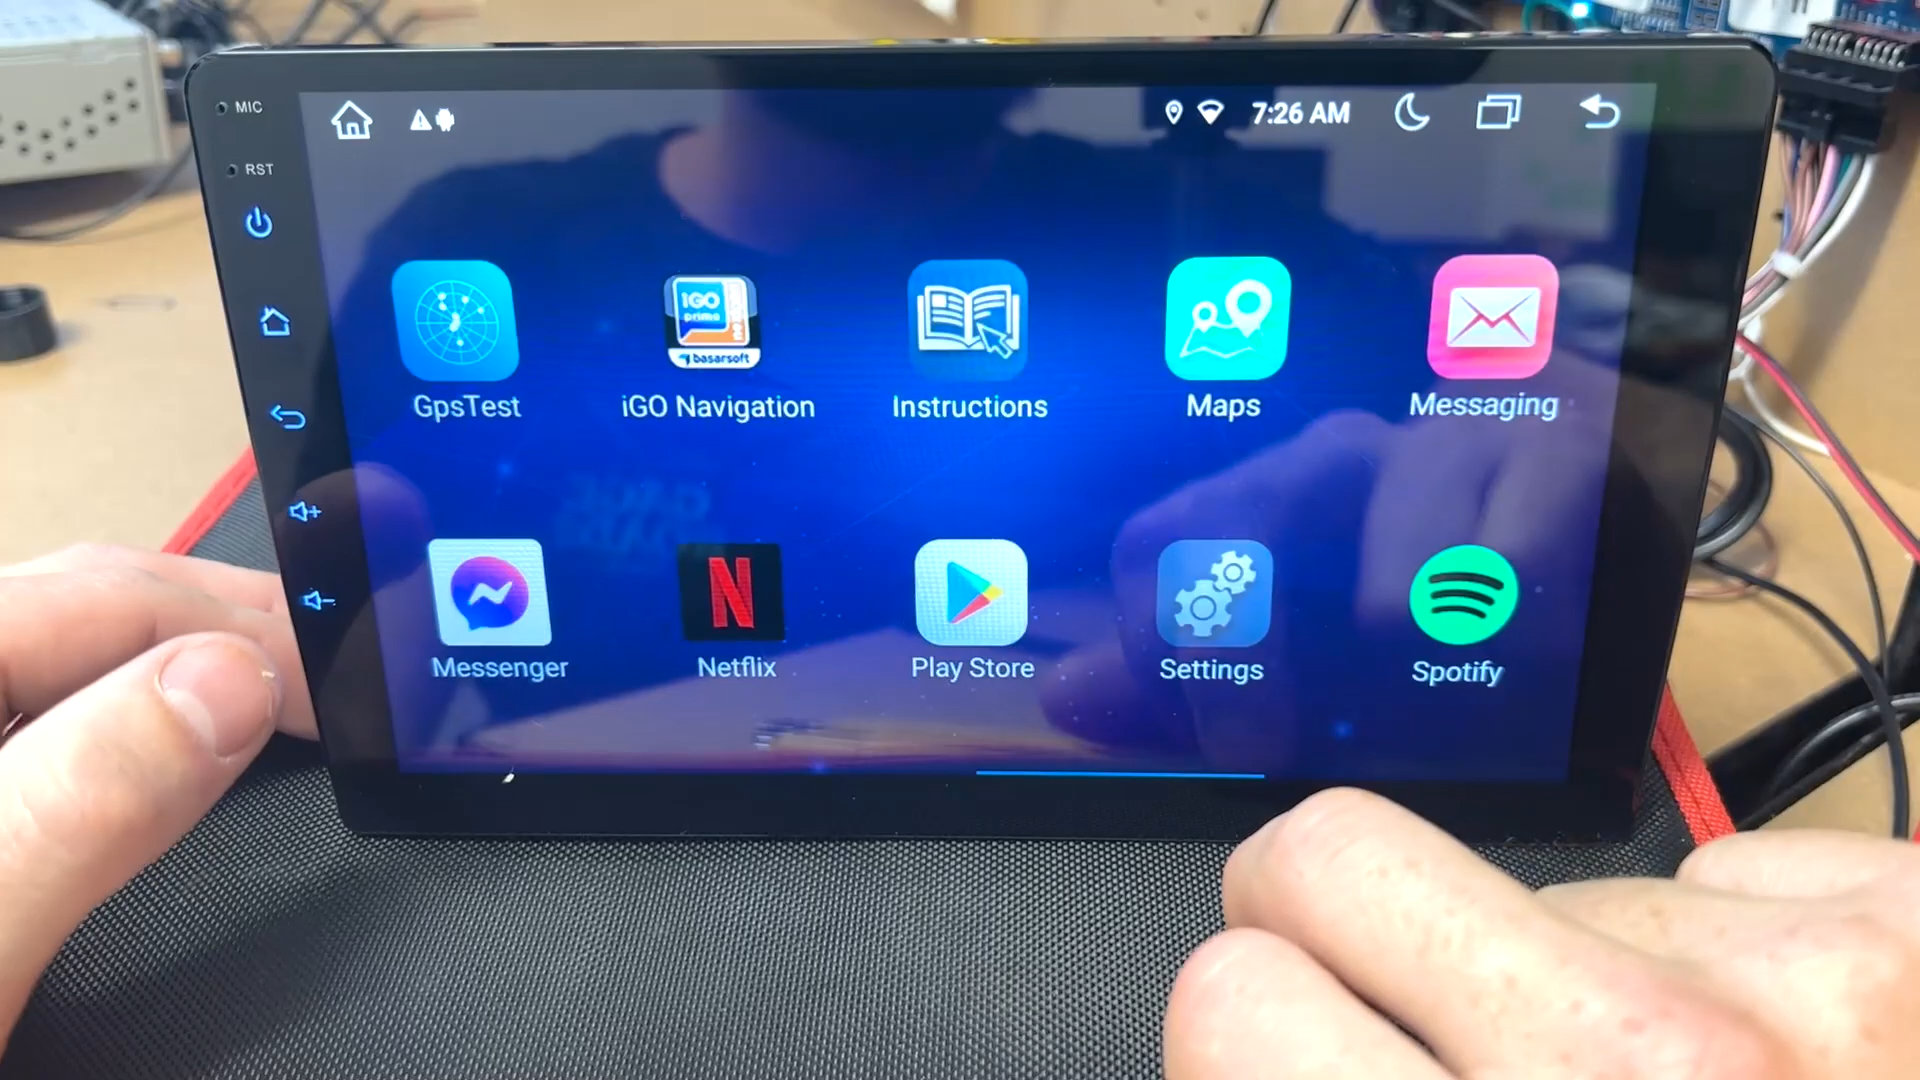 MIC
7:26 AM
RST
iGO
primo
basarsoft
GpsTest
iGO Navigation
Instructions
Maps
Messaging
N
Messenger
Netflix
Play Store
Settings
Spotify